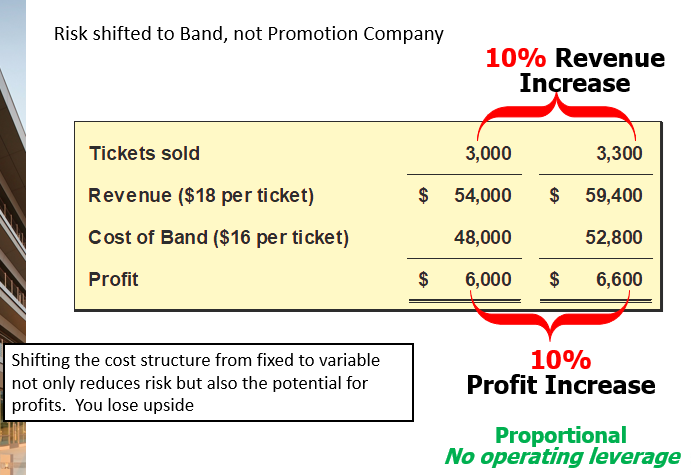 Risk shifted to Band, not Promotion Company
10% Revenue
Increase
Tickets sold 3,000 3,300
Revenue ($18 per ticket) $ 54,000 $ 59,400
Cost of Band ($16 per ticket) 48,000 52,800
Profit $ 6,000 $ 6,600
Shifting the cost structure from fixed to variable
not only reduces risk but also the potential for
profits.  You lose upside
10%
Profit Increase
Proportional
No operating leverage